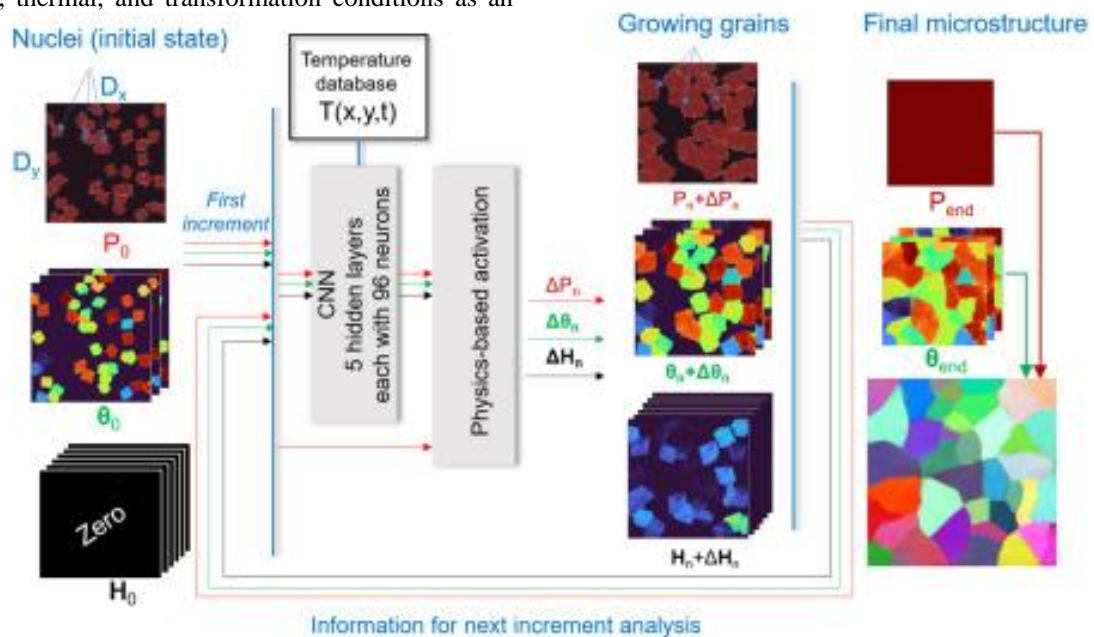 , thermal, and transformation conditions as an
Nuclei (initial state)
Growing grains
Final microstructure
Temperature
database
T(x,y,t)
Dx
Dy
First
increment
P0
CNN
5 hidden layers
each with 96 neurons
Physics-based activation
Pn+ΔPn
Pend
ΔPn
Δθn
ΔHn
θ0
θn+Δθn
θend
Zero
H0
Hn+ΔHn
Information for next increment analysis